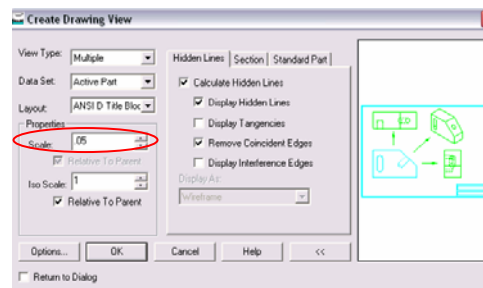 Create Drawing View
View Type: Multiple
Data Set: Active Part
Layout: ANSI D Title Bloc
Properties
Scale: .05
Relative To Parent
Iso Scale: 1
Relative To Parent
Hidden Lines Section Standard Part
Calculate Hidden Lines
Display Hidden Lines
Display Tangencies
Remove Coincident Edges
Display Interference Edges
Display As:
Wireframe
Options... OK Cancel Help <<
Return to Dialog